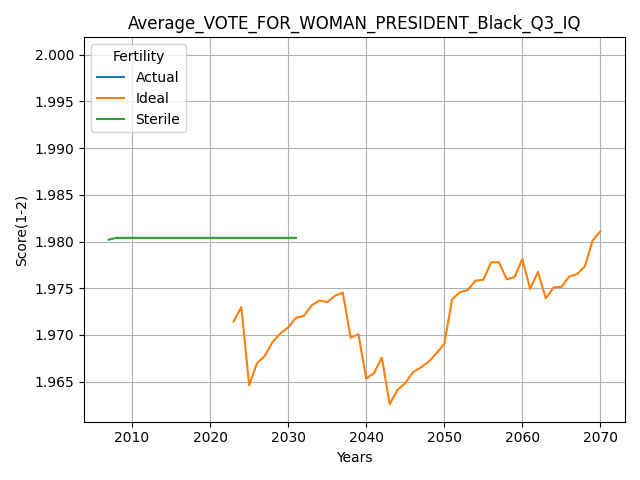 Average_VOTE_FOR_WOMAN_PRESIDENT_Black_Q3_IQ
Fertility
Actual
Ideal
Sterile
Score(1-2)
2.000
1.995
1.990
1.985
1.980
1.975
1.970
1.965
2010 2020 2030 2040 2050 2060 2070
Years